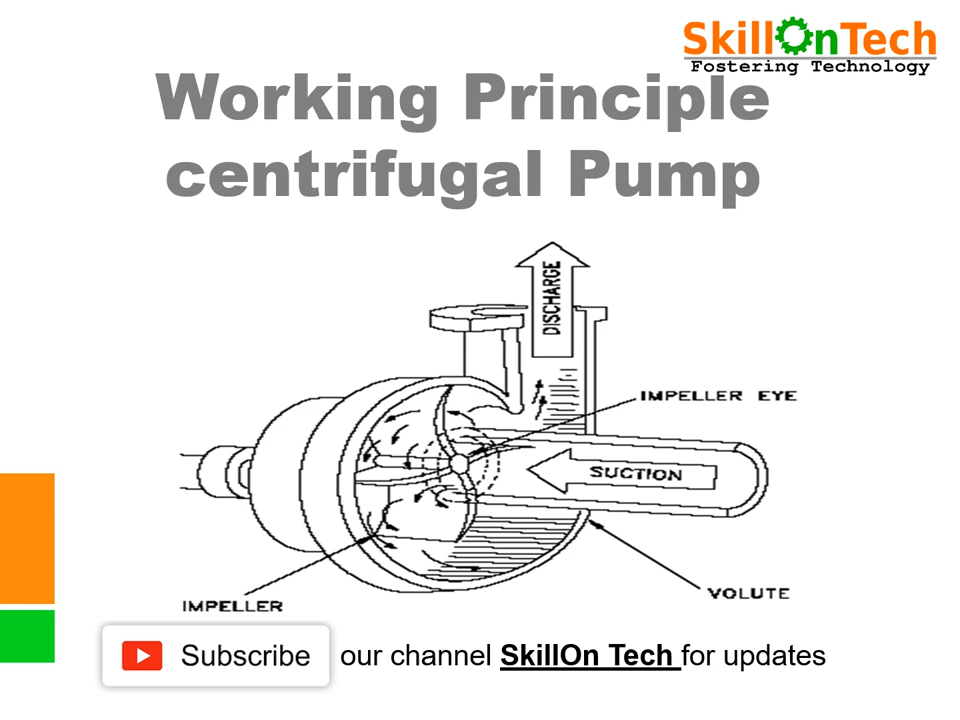 SkillOnTech
Fostering Technology
Working Principle
centrifugal Pump
DISCHARGE
IMPELLER EYE
SUCTION
VOLUTE
IMPELLER
Subscribe our channel SkillOn Tech for updates